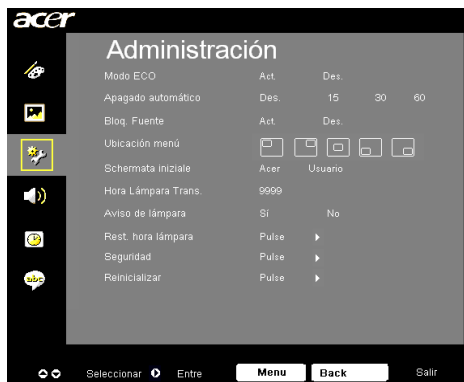 acer
Administración
Modo ECO Act. Des.
Apagado automático Des. 15 30 60
Bloq. Fuente Act. Des.
Ubicación menú
Schermata iniziale Acer Usuario
Hora Lámpara Trans. 9999
Aviso de lámpara Sí No
Rest. hora lámpara Pulse
Seguridad Pulse
Reinicializar Pulse
abc
Seleccionar Entre Menu Back Salir